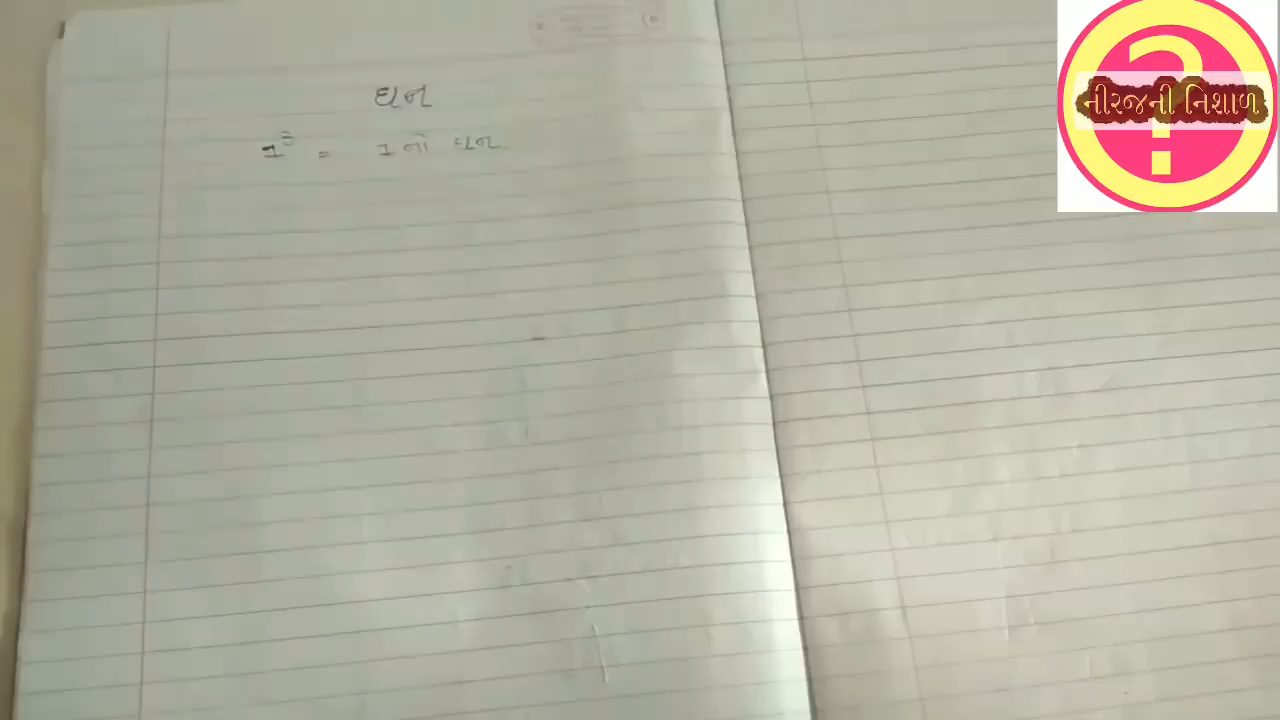 ઘન
1³ = 1 નો ઘન
નીરજની નિશાળ